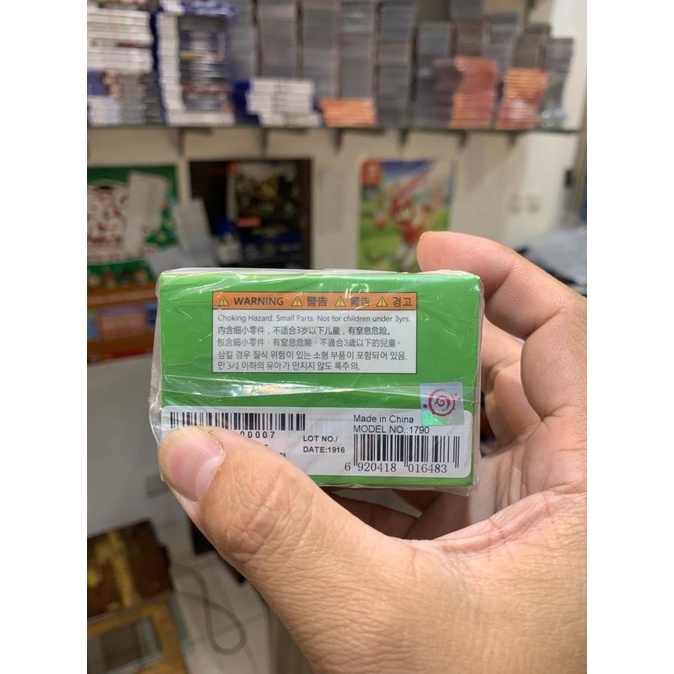 ⚠ WARNING ⚠ 警告 ⚠ 警告 ⚠ 경고
Choking Hazard. Small Parts. Not for children under 3yrs.
内含细小零件，不适合3岁以下儿童，有窒息危险。
包含細小零件，有窒息危險，不適合3歲以下的兒童。
삼킬 경우 질식 위험이 있는 소형 부품이 포함되어 있음.
만 3세 이하의 유아가 만지지 않도록
00007
LOT NO./
DATE:1916
Made in China
MODEL NO.:1790
6 920418 016483